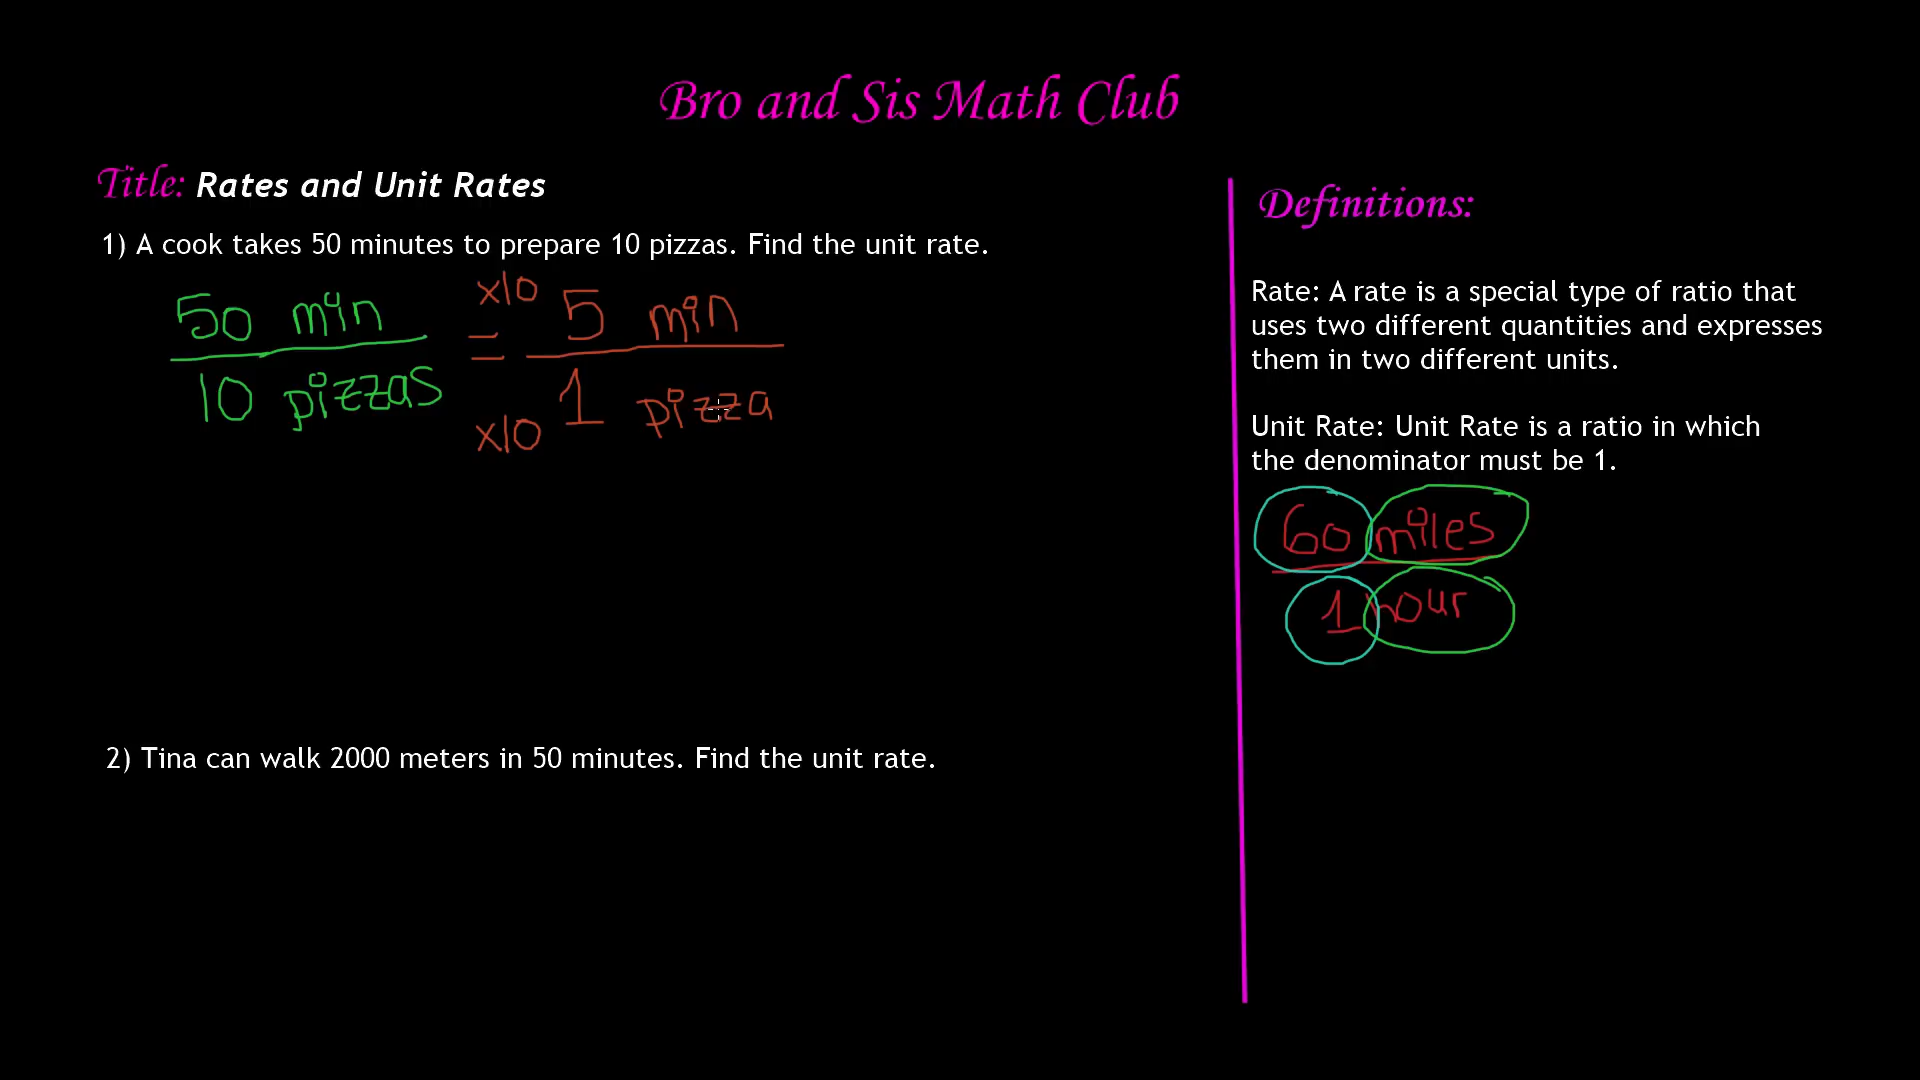 Bro and Sis Math Club
Title: Rates and Unit Rates
1) A cook takes 50 minutes to prepare 10 pizzas. Find the unit rate.
50 min
10 pizzas
x10
=
x10
5 min
1 pizza
2) Tina can walk 2000 meters in 50 minutes. Find the unit rate.
Definitions:
Rate: A rate is a special type of ratio that
uses two different quantities and expresses
them in two different units.
Unit Rate: Unit Rate is a ratio in which
the denominator must be 1.
60 miles
1 hour